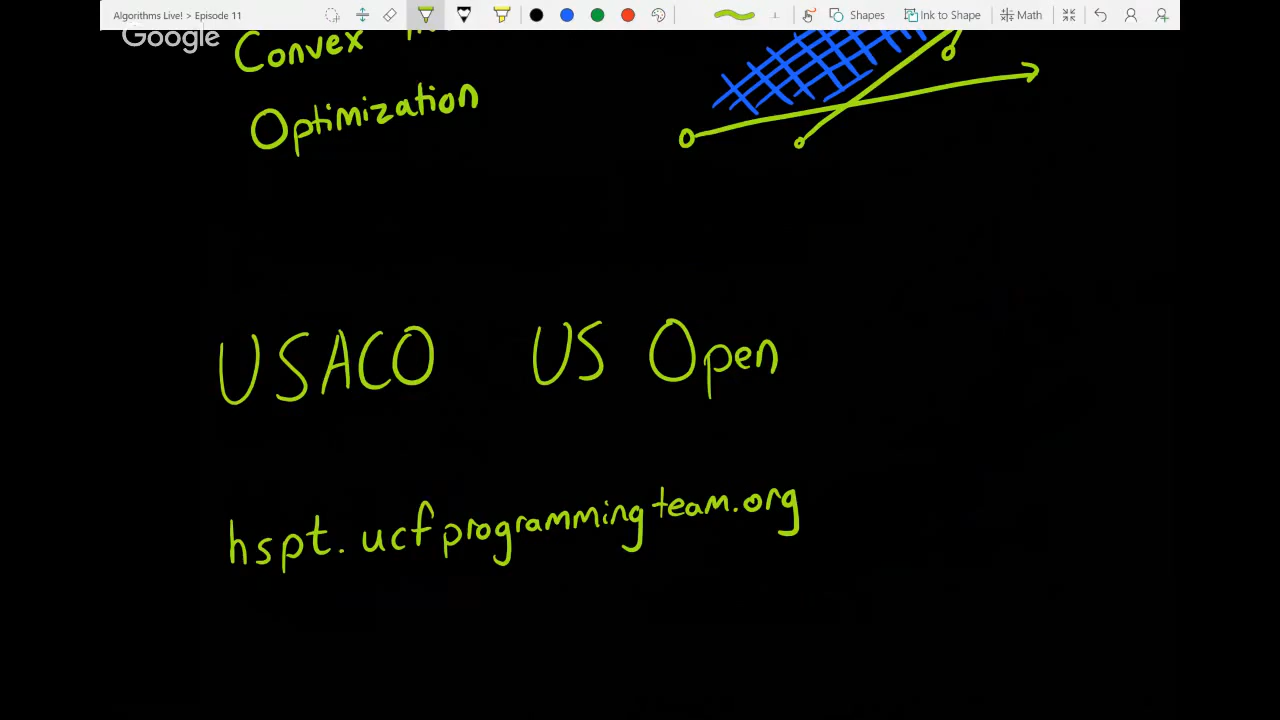 Algorithms Live! > Episode 11
Shapes
Ink to Shape
Math
Google
Convex
Optimization
USACO US Open
hspt.ucfprogrammingteam.org